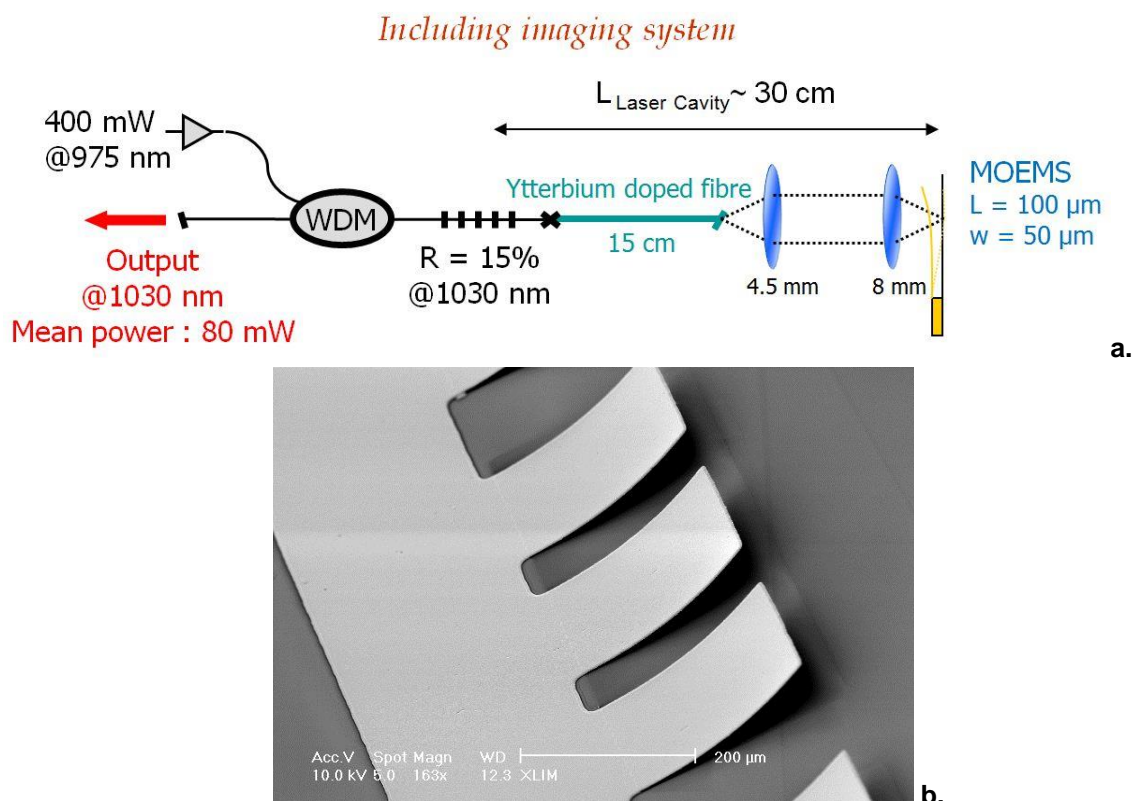 Including imaging system
L Laser Cavity ~ 30 cm
400 mW
@975 nm
WDM
Output
@1030 nm
Mean power : 80 mW
R = 15%
@1030 nm
Ytterbium doped fibre
15 cm
4.5 mm
8 mm
MOEMS
L = 100 µm
w = 50 µm
a.
Acc.V Spot Magn WD 200 µm
10.0 kV 5.0 163x 12.3 XLIM
b.